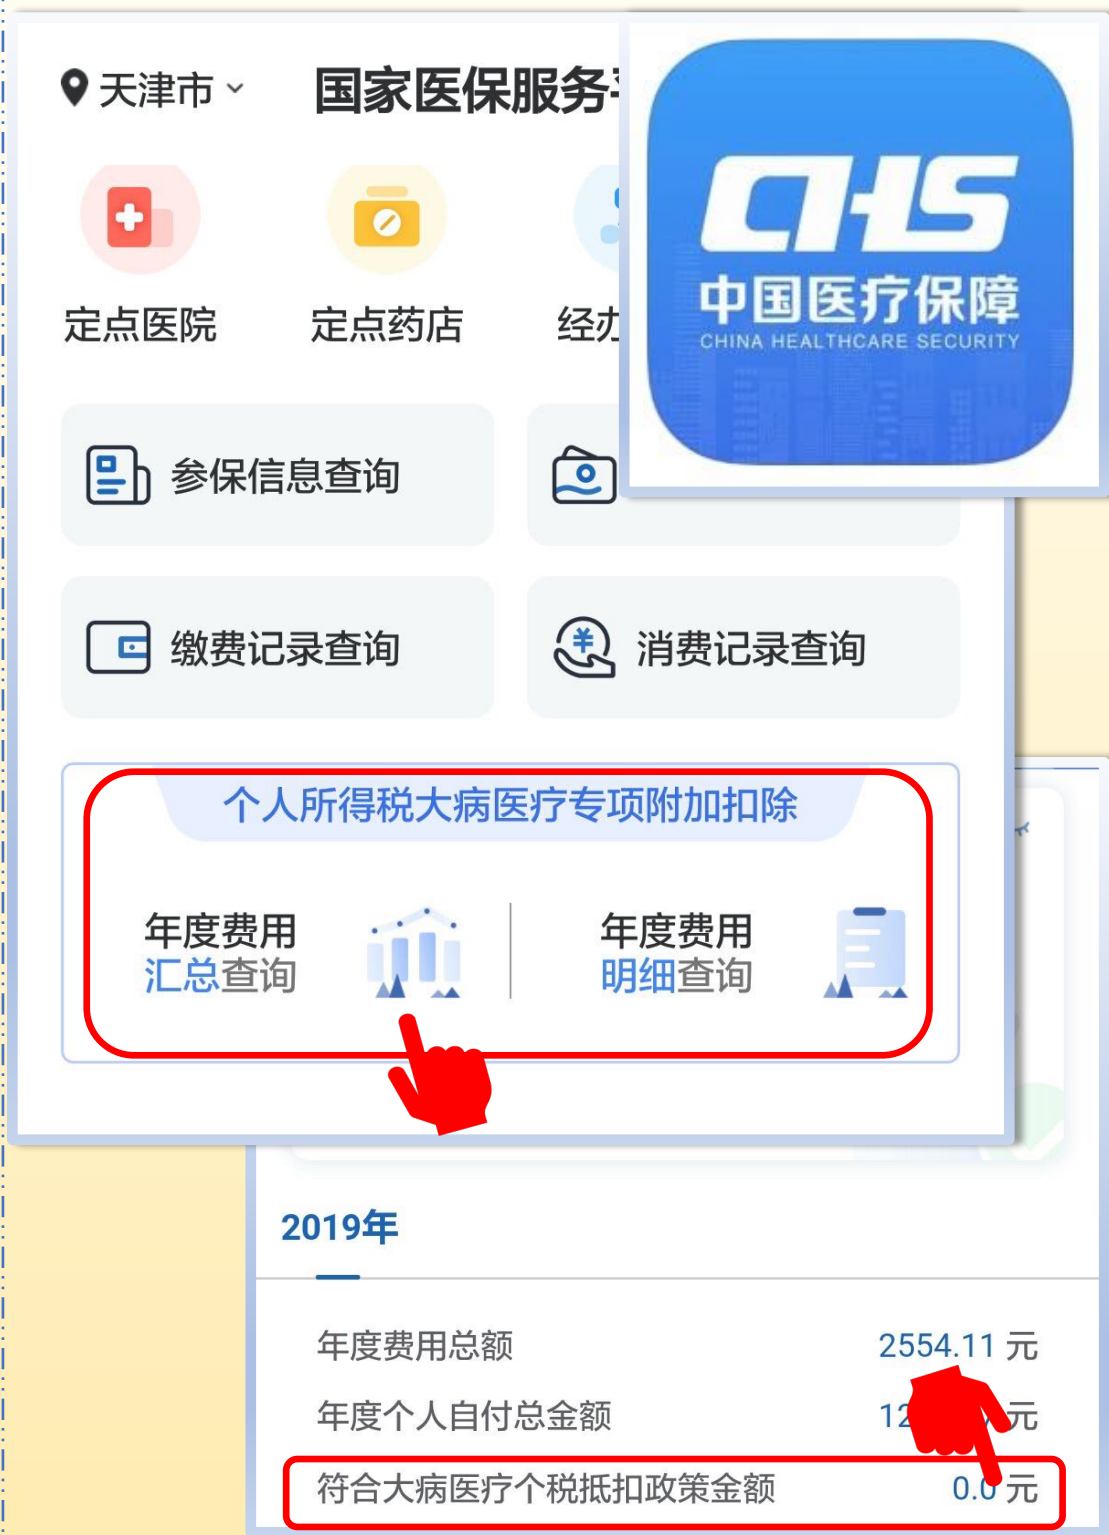 天津市
国家医保服务
CHS
中国医疗保障
CHINA HEALTHCARE SECURITY
定点医院
定点药店
经办
参保信息查询
缴费记录查询
消费记录查询
个人所得税大病医疗专项附加扣除
年度费用
汇总查询
年度费用
明细查询
2019年
年度费用总额 2554.11 元
年度个人自付总金额 元
符合大病医疗个税抵扣政策金额 0.0 元